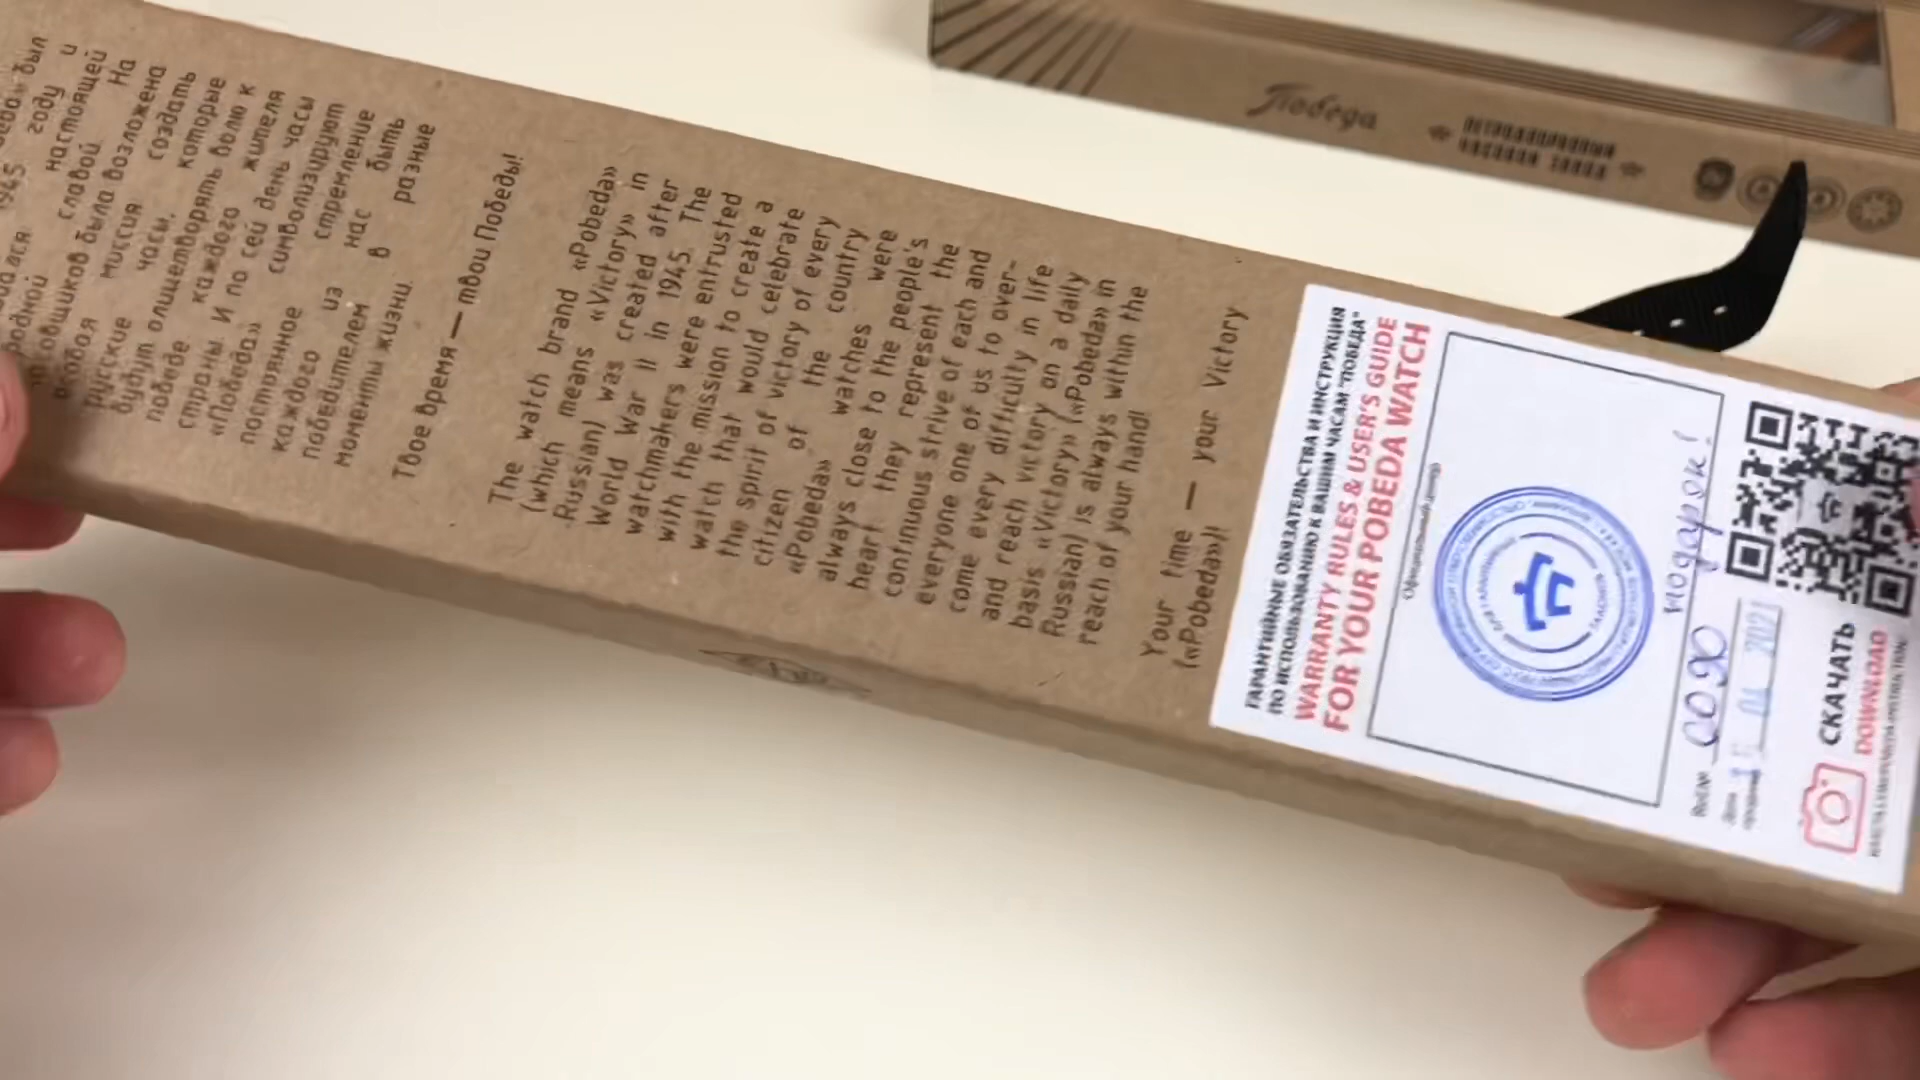 был
1945 году и
настоящей
славой. На
была возложена
особая миссия создать
русские часы, которые
будут олицетворять волю к
победе каждого жителя
страны. И по сей день часы
«Победа» символизируют
постоянное стремление
каждого из нас быть
победителем в разные
моменты жизни.
Твое время — твои Победы!
The watch brand «Pobeda»
(which means «Victory» in
Russian) was created after
World War II in 1945. The
watchmakers were entrusted
with the mission to create a
watch that would celebrate
the spirit of victory of every
citizen of the country
«Pobeda» watches were
always close to the people's
heart they represent the
continuous strive of each and
everyone one of us to over-
come every difficulty in life
and reach victory on a daily
basis «Victory» («Pobeda» in
Russian) is always within the
reach of your hand!
Your time — your Victory
(«Pobeda»)!
ГАРАНТИЙНЫЕ ОБЯЗАТЕЛЬСТВА И ИНСТРУКЦИЯ
ПО ИСПОЛЬЗОВАНИЮ К ВАШИМ ЧАСАМ "ПОБЕДА"
WARRANTY RULES & USER'S GUIDE
FOR YOUR POBEDA WATCH
подарок!
0090
2021
СКАЧАТЬ
DOWNLOAD
Победа
ПЕТРОДВОРЦОВЫЙ
ЧАСОВОЙ ЗАВОД